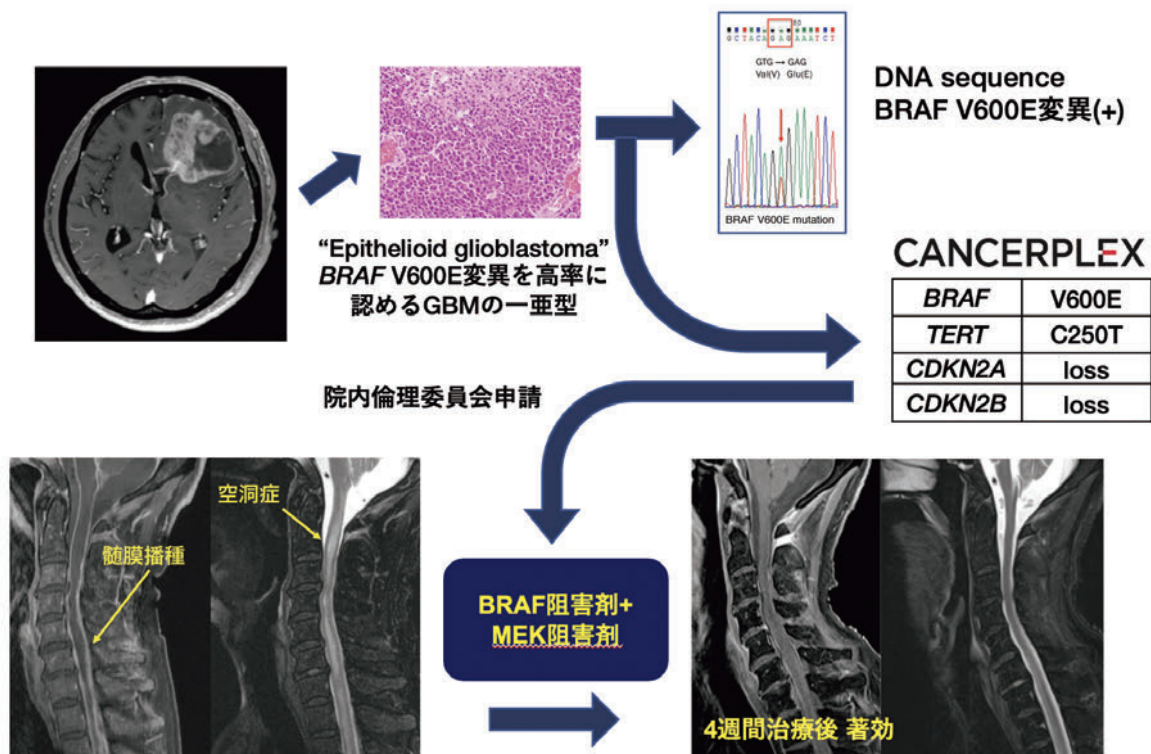 80
GCTACAGAGAAATCT
GTG → GAG
Val(V) Glu(E)
BRAF V600E mutation
DNA sequence
BRAF V600E変異(+)
“Epithelioid glioblastoma”
BRAF V600E変異を高率に
認めるGBMの一亜型
CANCERPLEX
BRAF V600E
TERT C250T
CDKN2A loss
CDKN2B loss
院内倫理委員会申請
空洞症
髄膜播種
BRAF阻害剤+
MEK阻害剤
4週間治療後 著効